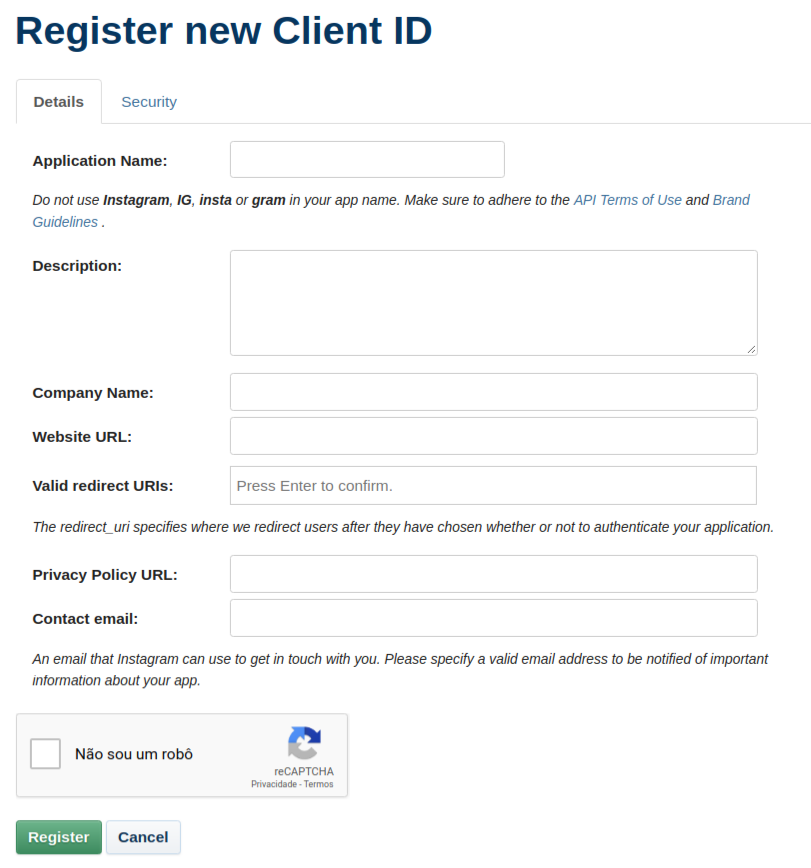 Register new Client ID
Details Security
Application Name:
Do not use Instagram, IG, insta or gram in your app name. Make sure to adhere to the API Terms of Use and Brand
Guidelines .
Description:
Company Name:
Website URL:
Valid redirect URIs: Press Enter to confirm.
The redirect_uri specifies where we redirect users after they have chosen whether or not to authenticate your application.
Privacy Policy URL:
Contact email:
An email that Instagram can use to get in touch with you. Please specify a valid email address to be notified of important
information about your app.
Não sou um robô
reCAPTCHA
Privacidade - Termos
Register Cancel